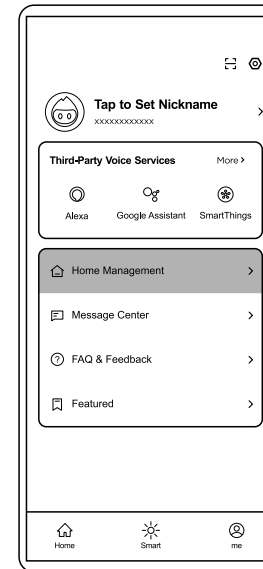 Tap to Set Nickname
xxxxxxxxxxxx
Third-Party Voice Services More
Alexa Google Assistant SmartThings
Home Management
Message Center
FAQ & Feedback
Featured
Home Smart me